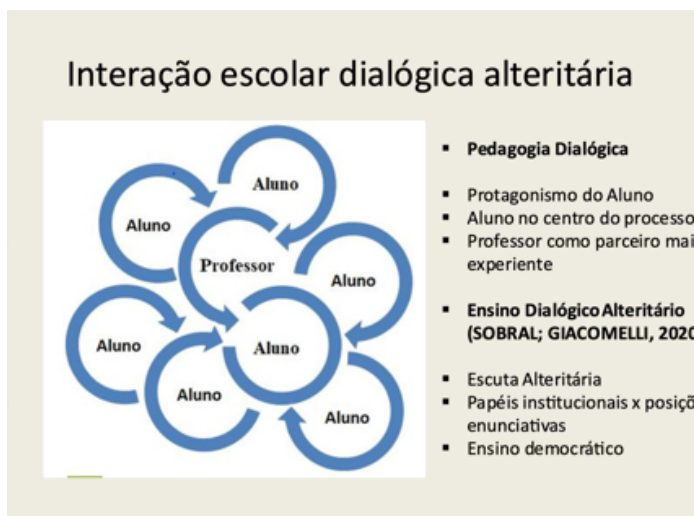 Interação escolar dialógica alteritária
Aluno
Aluno
Professor
Aluno
Aluno
Aluno
Aluno
Aluno
▪ Pedagogia Dialógica
▪ Protagonismo do Aluno
▪ Aluno no centro do processo
▪ Professor como parceiro mai
experiente
▪ Ensino Dialógico Alteritário
(SOBRAL; GIACOMELLI, 2020
▪ Escuta Alteritária
▪ Papéis institucionais x posiçõ
enunciativas
▪ Ensino democrático